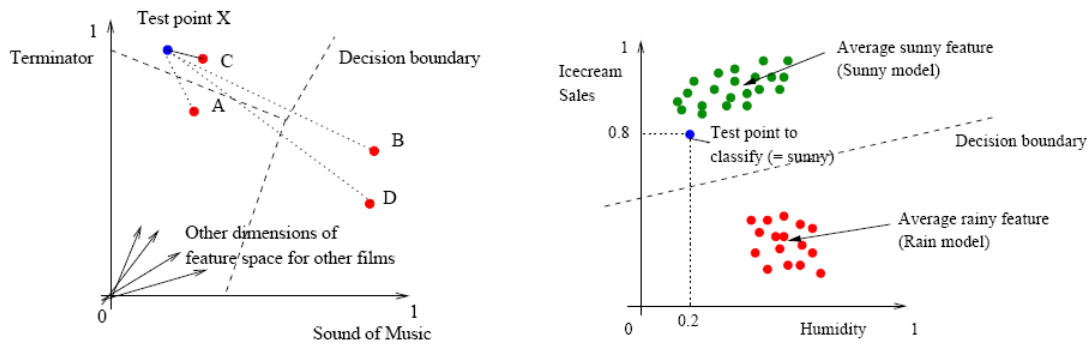 Test point X
1
Terminator
C
Decision boundary
A
B
D
Other dimensions of
feature space for other films
0
1
Sound of Music
1
Icecream
Sales
Average sunny feature
(Sunny model)
0.8
Test point to
classify (= sunny)
Decision boundary
Average rainy feature
(Rain model)
0
0.2
Humidity
1